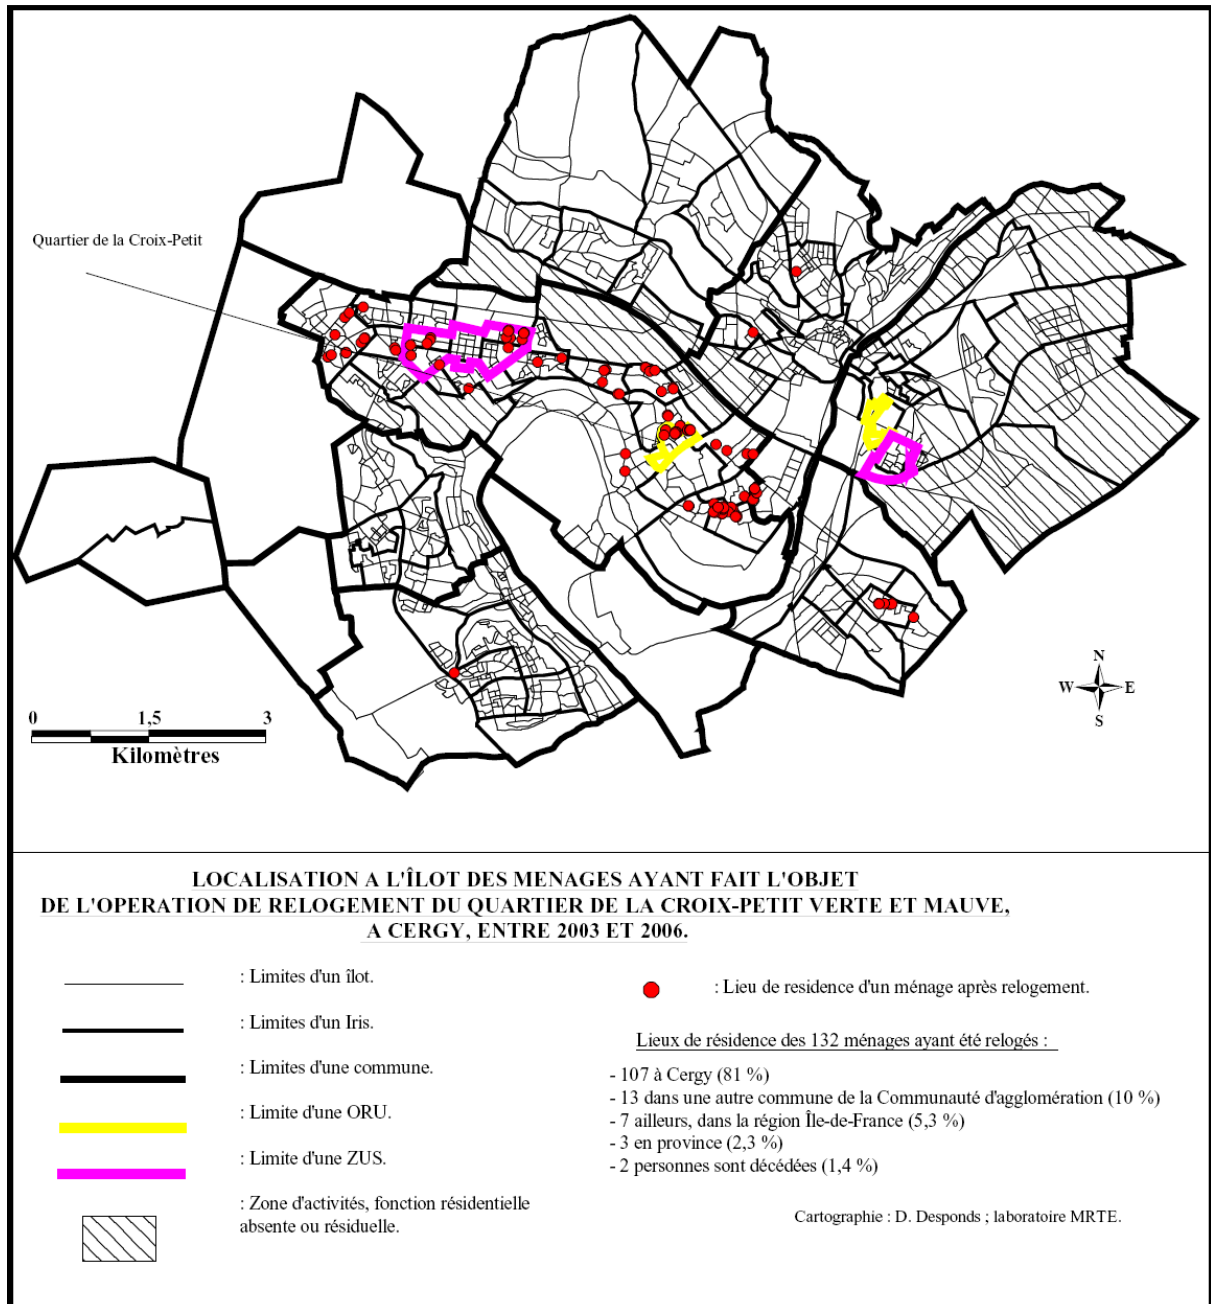 Quartier de la Croix-Petit
N
W E
S
0 1,5 3
Kilomètres
LOCALISATION A L'ÎLOT DES MENAGES AYANT FAIT L'OBJET
DE L'OPERATION DE RELOGEMENT DU QUARTIER DE LA CROIX-PETIT VERTE ET MAUVE,
A CERGY, ENTRE 2003 ET 2006.
: Limites d'un îlot.
: Limites d'un Iris.
: Limites d'une commune.
: Limite d'une ORU.
: Limite d'une ZUS.
: Zone d'activités, fonction résidentielle
absente ou résiduelle.
: Lieu de residence d'un ménage après relogement.
Lieux de résidence des 132 ménages ayant été relogés :
- 107 à Cergy (81 %)
- 13 dans une autre commune de la Communauté d'agglomération (10 %)
- 7 ailleurs, dans la région Île-de-France (5,3 %)
- 3 en province (2,3 %)
- 2 personnes sont décédées (1,4 %)
Cartographie : D. Desponds ; laboratoire MRTE.